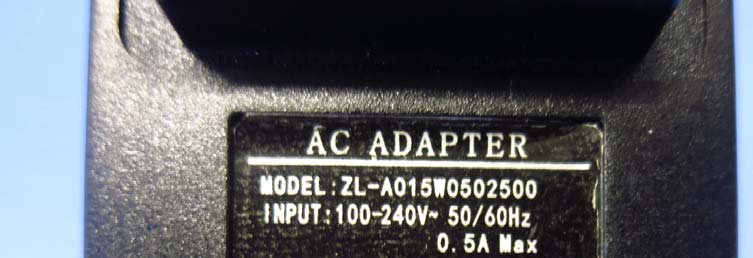 AC ADAPTER
MODEL:ZL-A015W0502500
INPUT:100-240V~ 50/60Hz
0.5A Max